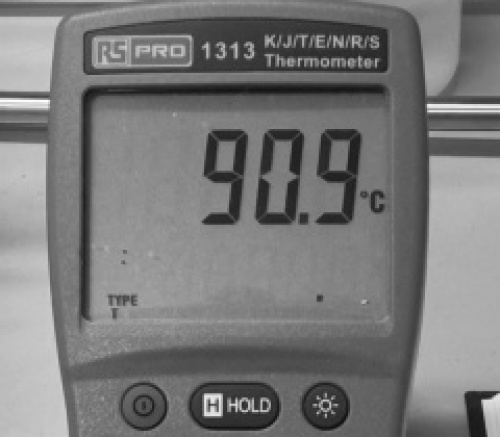 RS PRO 1313 K/J/T/E/N/R/S
Thermometer
90.9 °C
TYPE
T
H HOLD